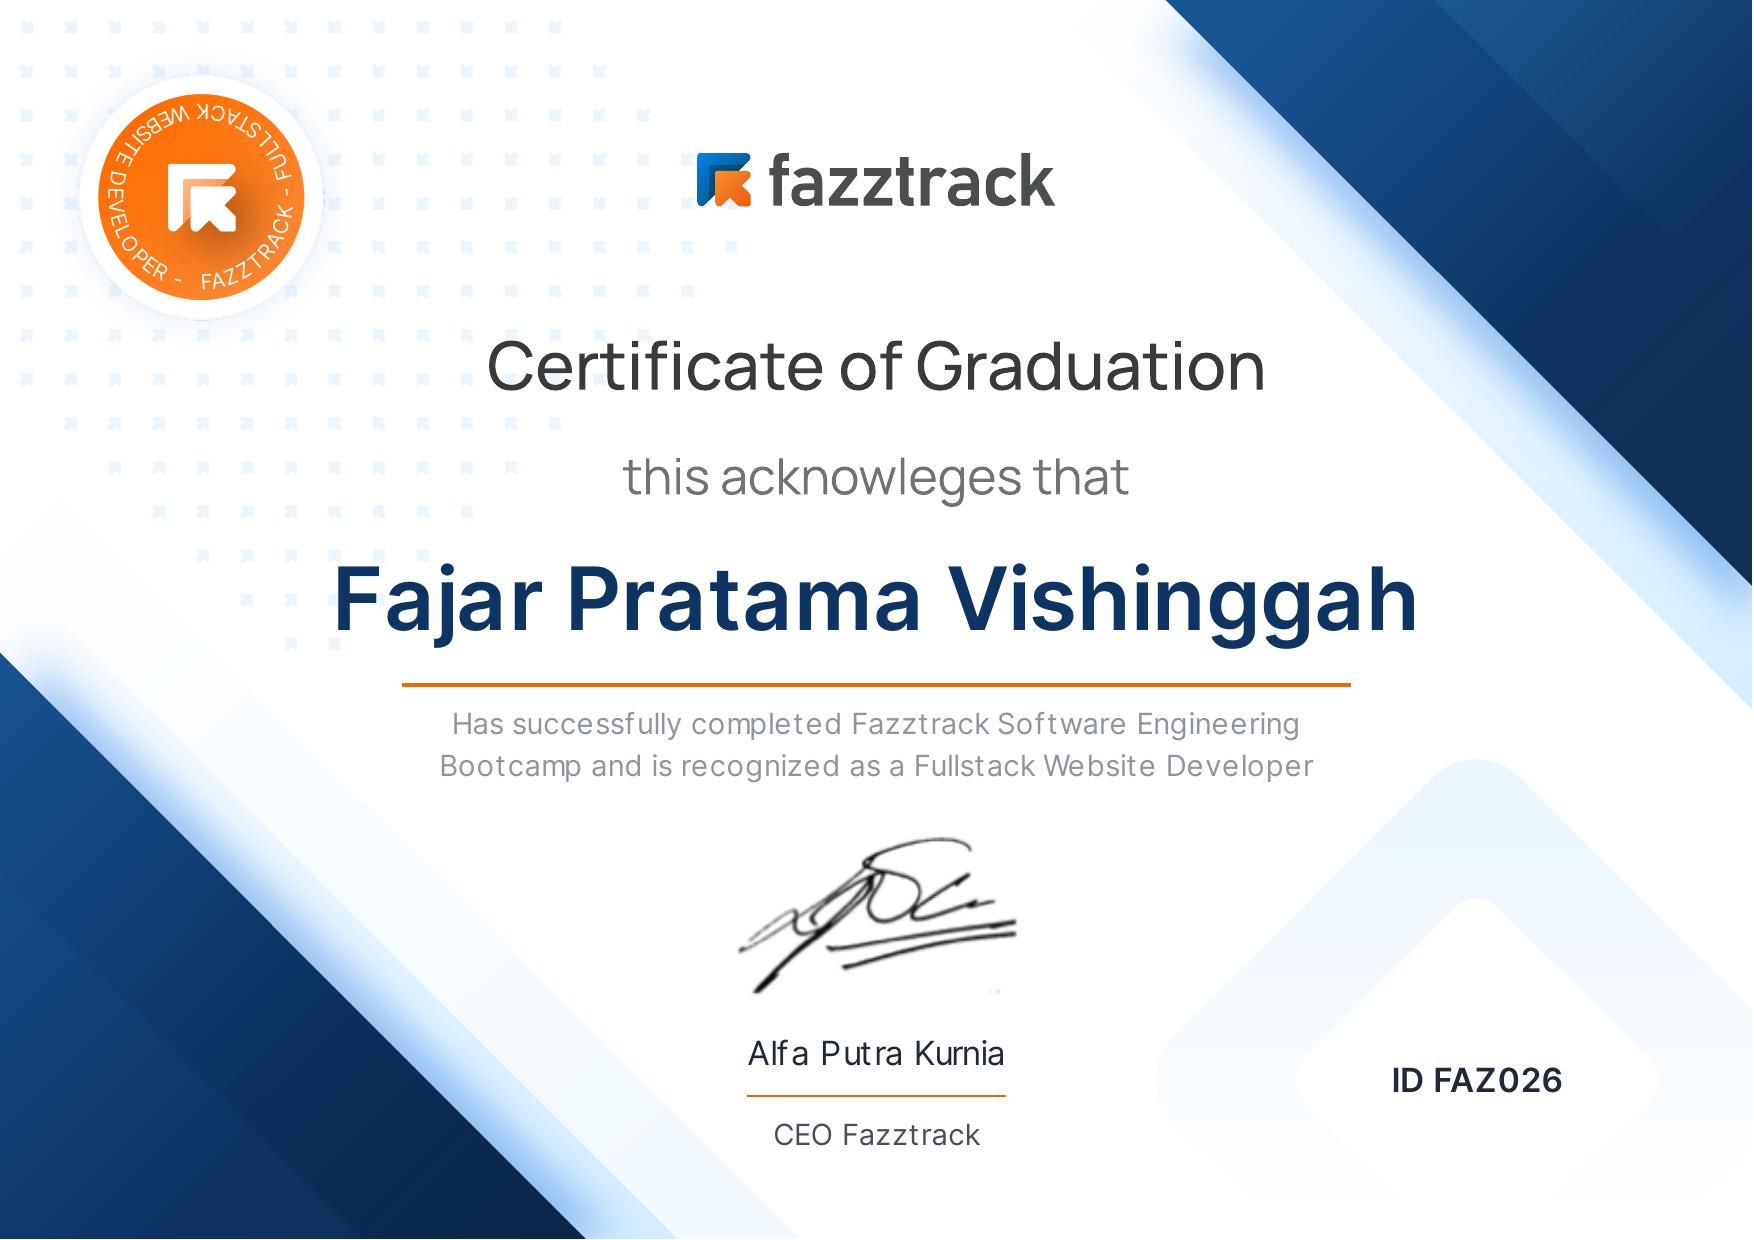 FAZZTRACK - FULLSTACK WEBSITE DEVELOPER -
fazztrack
Certificate of Graduation
this acknowleges that
Fajar Pratama Vishinggah
Has successfully completed Fazztrack Software Engineering
Bootcamp and is recognized as a Fullstack Website Developer
Alfa Putra Kurnia
CEO Fazztrack
ID FAZ026